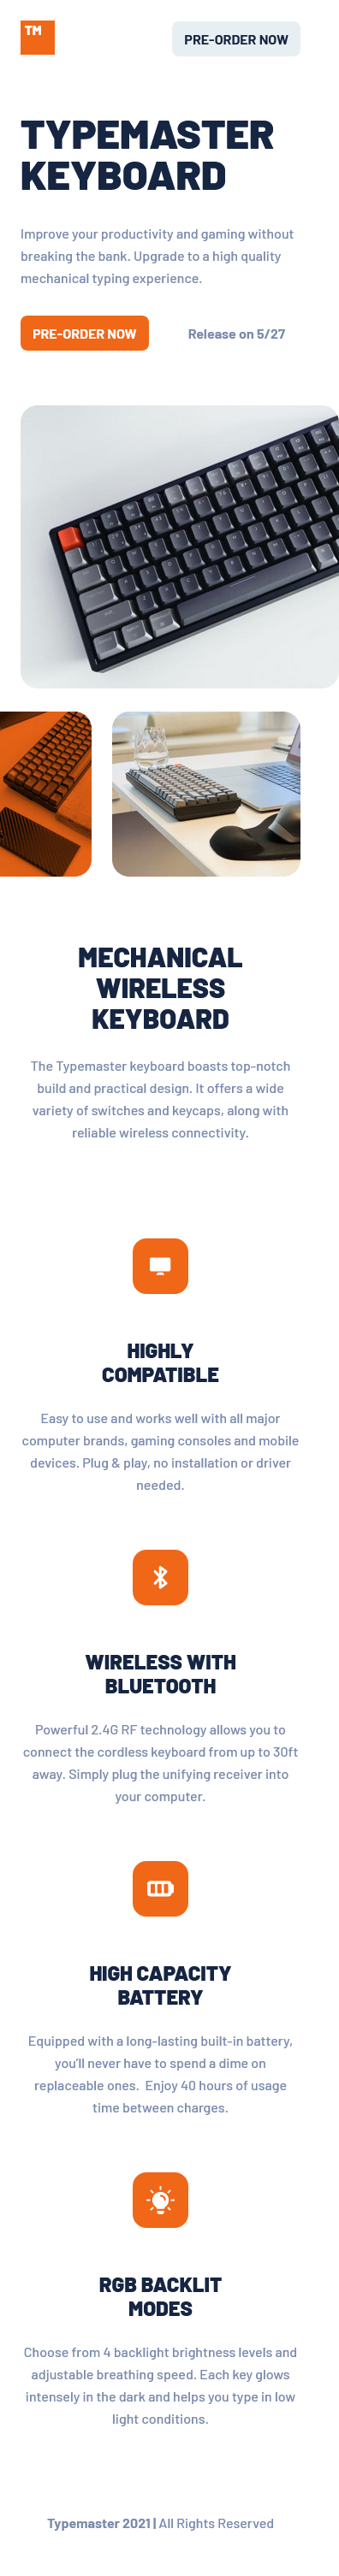 TM
PRE-ORDER NOW
TYPEMASTER
KEYBOARD
Improve your productivity and gaming without
breaking the bank. Upgrade to a high quality
mechanical typing experience.
PRE-ORDER NOW
Release on 5/27
MECHANICAL
WIRELESS
KEYBOARD
The Typemaster keyboard boasts top-notch
build and practical design. It offers a wide
variety of switches and keycaps, along with
reliable wireless connectivity.
HIGHLY
COMPATIBLE
Easy to use and works well with all major
computer brands, gaming consoles and mobile
devices. Plug & play, no installation or driver
needed.
WIRELESS WITH
BLUETOOTH
Powerful 2.4G RF technology allows you to
connect the cordless keyboard from up to 30ft
away. Simply plug the unifying receiver into
your computer.
HIGH CAPACITY
BATTERY
Equipped with a long-lasting built-in battery,
you’ll never have to spend a dime on
replaceable ones.  Enjoy 40 hours of usage
time between charges.
RGB BACKLIT
MODES
Choose from 4 backlight brightness levels and
adjustable breathing speed. Each key glows
intensely in the dark and helps you type in low
light conditions.
Typemaster 2021 | All Rights Reserved